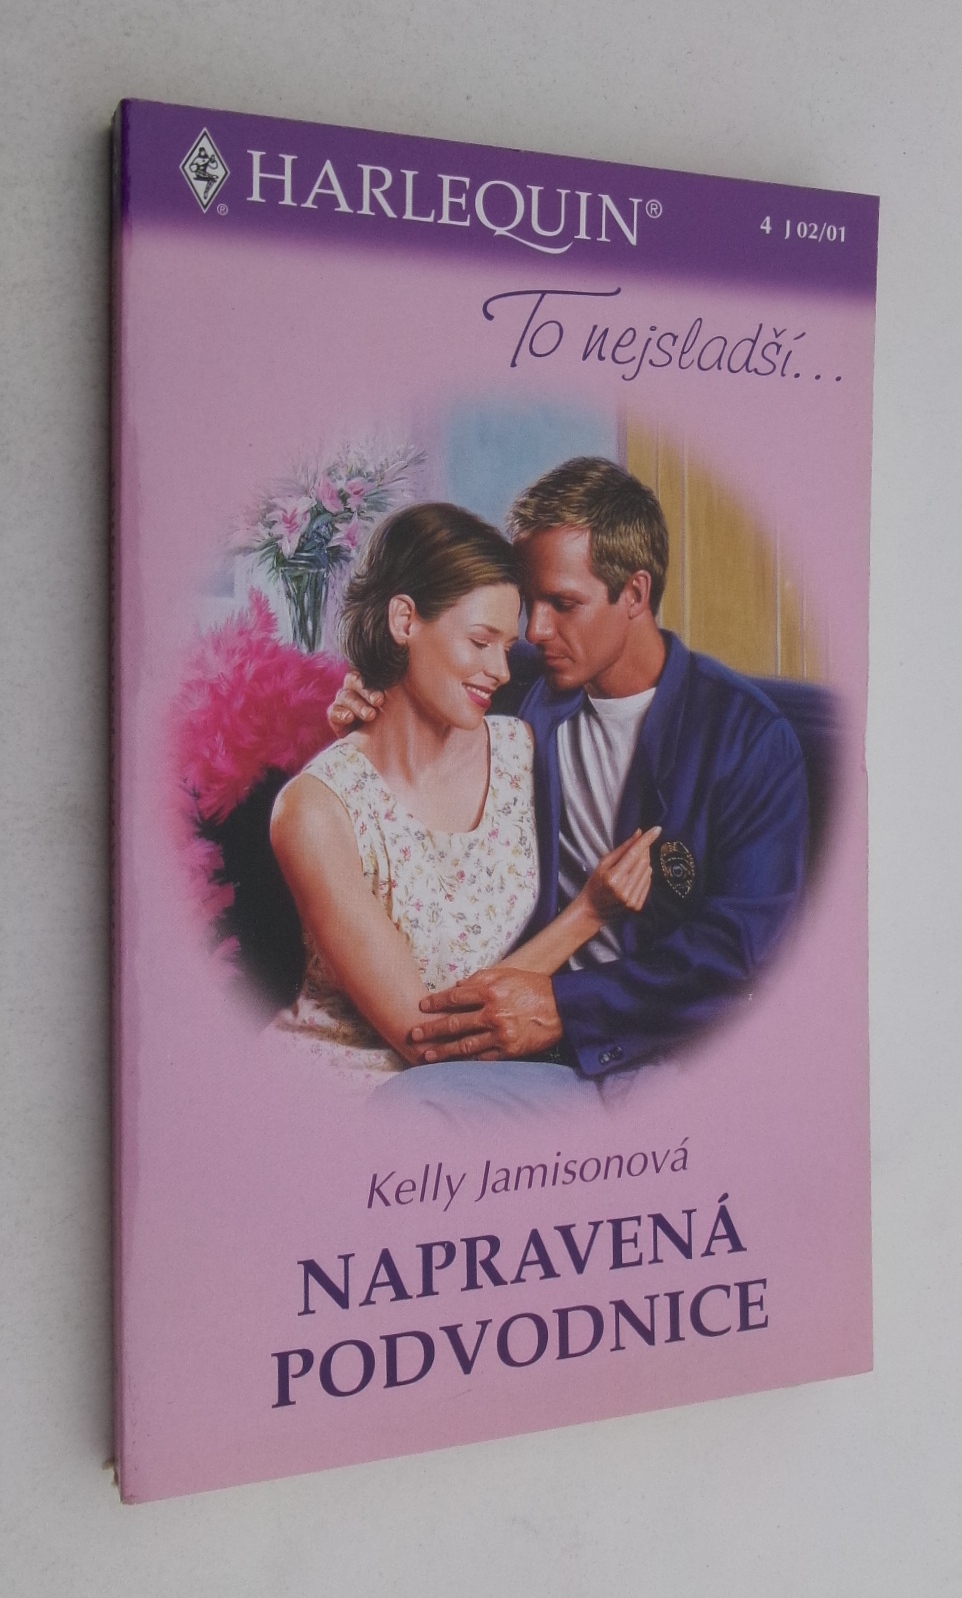 HARLEQUIN®
4 J 02/01
To nejsladší...
Kelly Jamisonová
NAPRAVENÁ
PODVODNICE